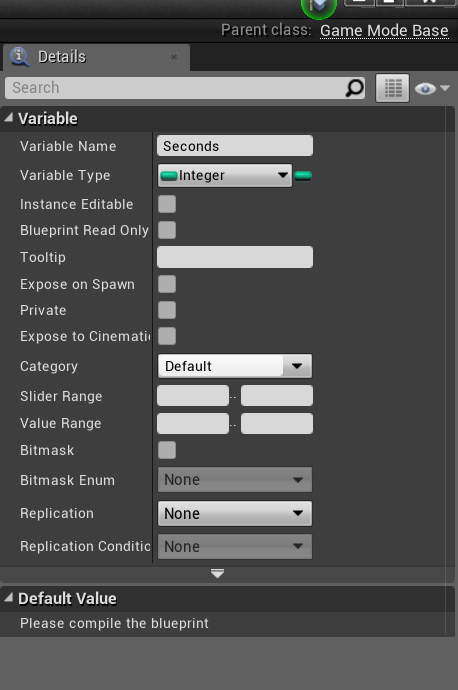 Parent class: Game Mode Base
Details
Search
Variable
Variable Name Seconds
Variable Type Integer
Instance Editable
Blueprint Read Only
Tooltip
Expose on Spawn
Private
Expose to Cinemati
Category Default
Slider Range ..
Value Range ..
Bitmask
Bitmask Enum None
Replication None
Replication Conditio None
Default Value
Please compile the blueprint